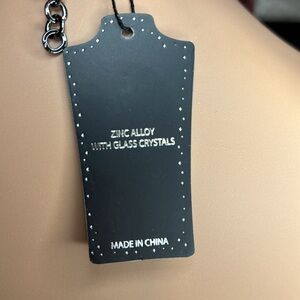 ZINC ALLOY
WITH GLASS CRYSTALS
MADE IN CHINA